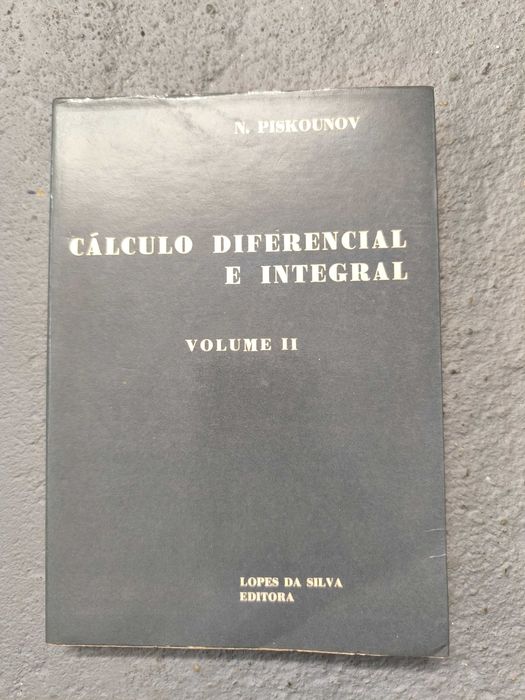 N. PISKOUNOV
CÁLCULO DIFERENCIAL
E INTEGRAL
VOLUME II
LOPES DA SILVA
EDITORA